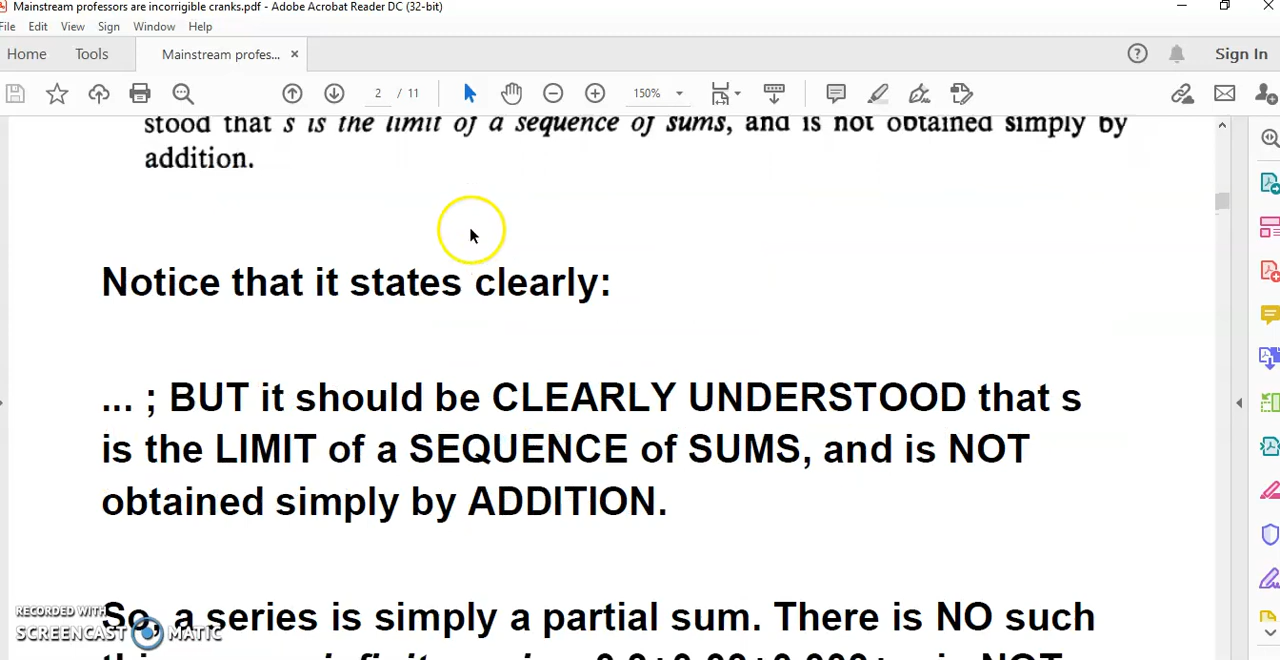 Mainstream professors are incorrigible cranks.pdf - Adobe Acrobat Reader DC (32-bit)
File Edit View Sign Window Help
Home Tools Mainstream profes... × Sign In
2 / 11 150%
stood that s is the limit of a sequence of sums, and is not obtained simply by
addition.
Notice that it states clearly:
... ; BUT it should be CLEARLY UNDERSTOOD that s
is the LIMIT of a SEQUENCE of SUMS, and is NOT
obtained simply by ADDITION.
So, a series is simply a partial sum. There is NO such
RECORDED WITH
SCREENCAST MATIC